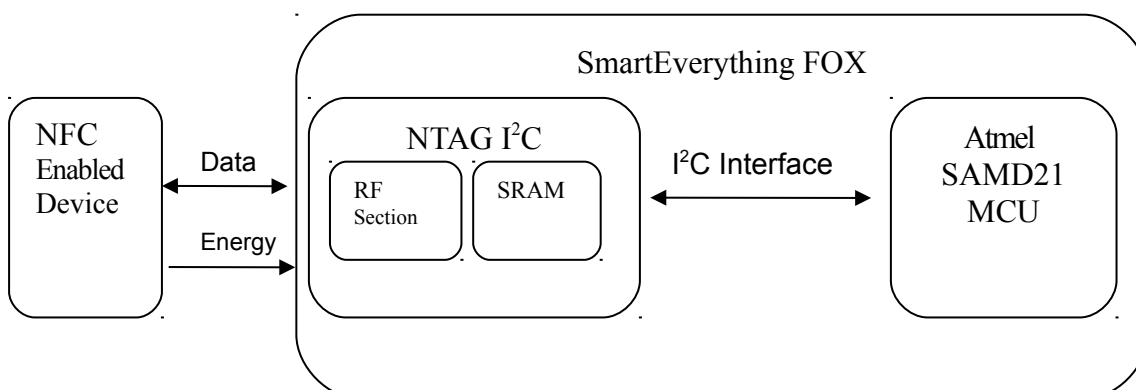 SmartEverything FOX
NFC
Enabled
Device
Data
Energy
NTAG I²C
RF
Section
SRAM
I²C Interface
Atmel
SAMD21
MCU